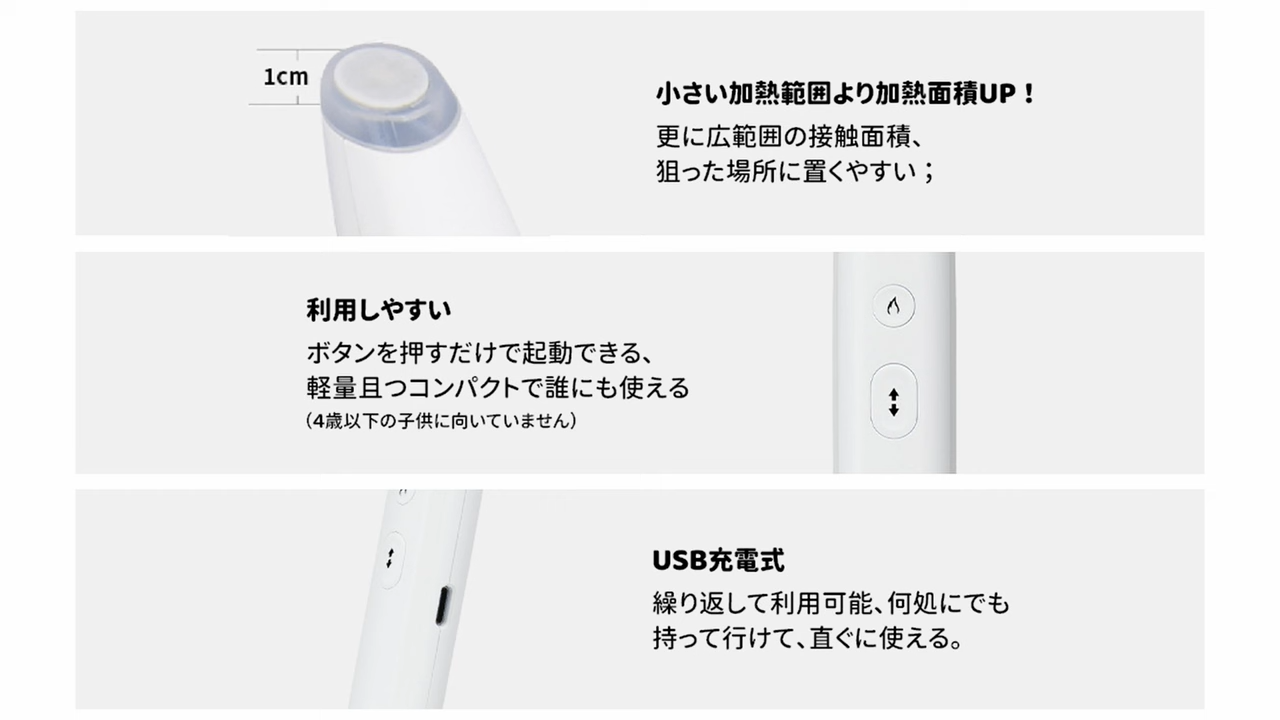 1cm
小さい加熱範囲より加熱面積UP！
更に広範囲の接触面積、
狙った場所に置くやすい；
利用しやすい
ボタンを押すだけで起動できる、
軽量且つコンパクトで誰にも使える
（4歳以下の子供に向いていません）
USB充電式
繰り返して利用可能、何処にでも
持って行けて、直ぐに使える。